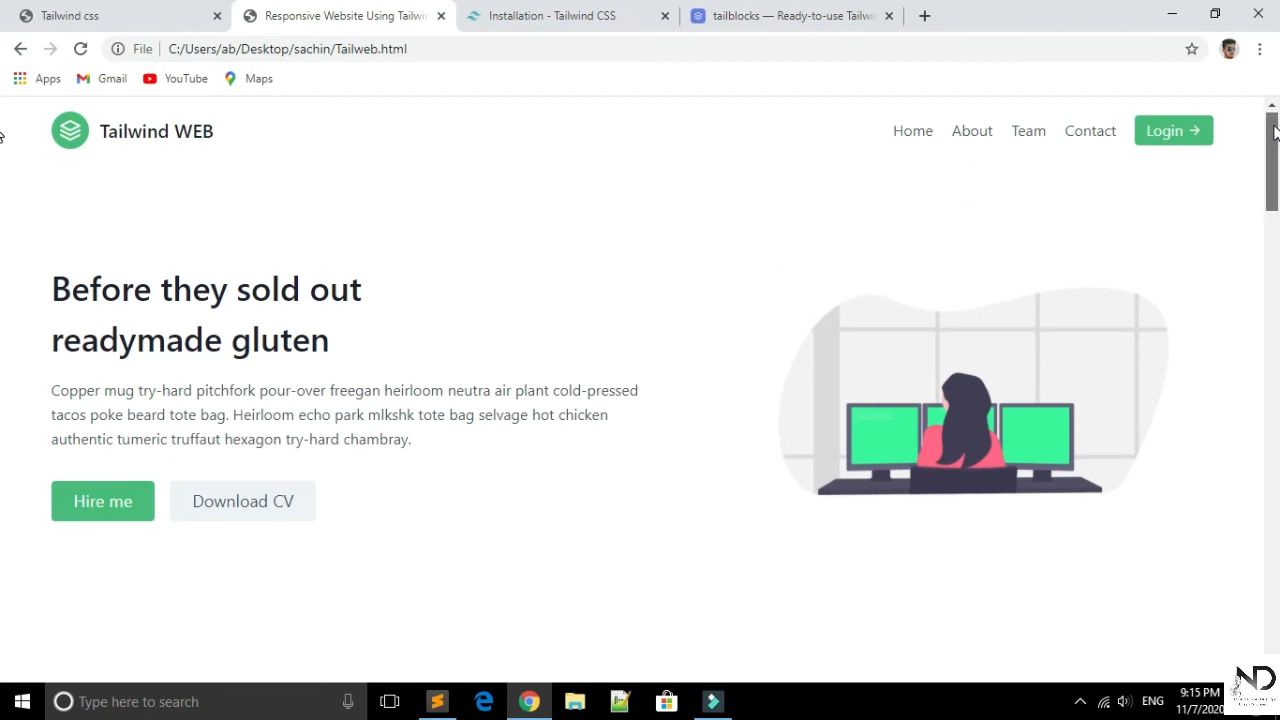 Tailwind css
Responsive Website Using Tailwin
Installation - Tailwind CSS
tailblocks — Ready-to-use Tailwin
File
C:/Users/ab/Desktop/sachin/Tailweb.html
Apps
Gmail
YouTube
Maps
Tailwind WEB
Home
About
Team
Contact
Login →
Before they sold out
readymade gluten
Copper mug try-hard pitchfork pour-over freegan heirloom neutra air plant cold-pressed
tacos poke beard tote bag. Heirloom echo park mlkshk tote bag selvage hot chicken
authentic tumeric truffaut hexagon try-hard chambray.
Hire me
Download CV
Type here to search
ENG
9:15 PM
11/7/2020
ND